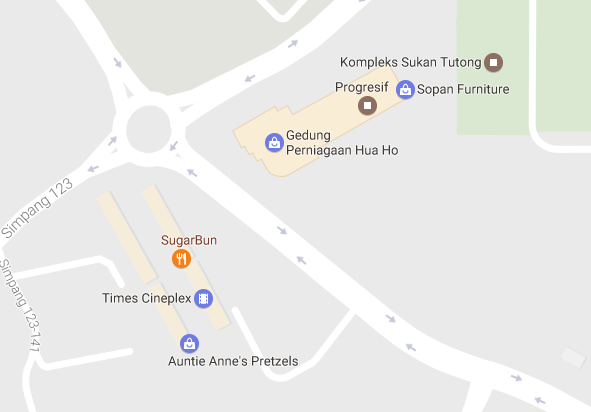 Kompleks Sukan Tutong
Progresif
Sopan Furniture
Gedung
Perniagaan Hua Ho
Simpang 123
SugarBun
Simpang 123-141
Times Cineplex
Auntie Anne's Pretzels